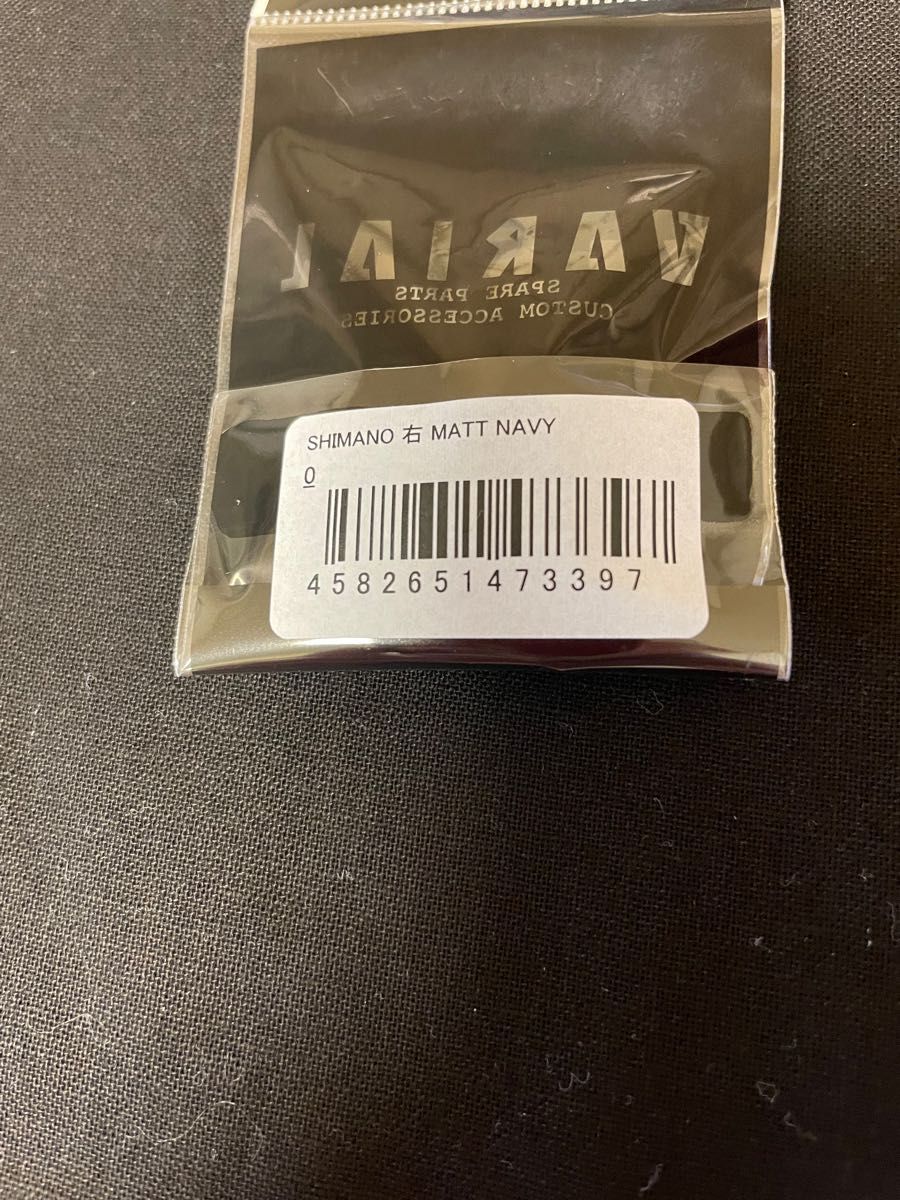 VARIAL
SPARE PARTS
CUSTOM ACCESSORIES
SHIMANO 右 MATT NAVY
0
4582651473397